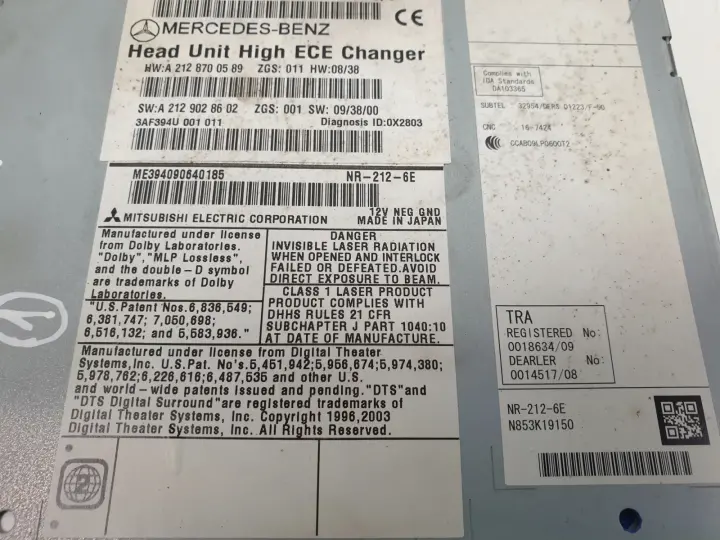 MERCEDES-BENZ
CE
Head Unit High ECE Changer
HW:A 212 870 05 89 ZGS: 011 HW:08/38
SW:A 212 902 86 02 ZGS: 001 SW: 09/38/00
3AF394U 001 011 Diagnosis ID:0X2803
ME394090640185 NR-212-6E
MITSUBISHI ELECTRIC CORPORATION
12V NEG GND
MADE IN JAPAN
Manufactured under license
from Dolby Laboratories.
"Dolby","MLP Lossless",
and the double-D symbol
are trademarks of Dolby
Laboratories.
"U.S.Patent Nos.6,836,549;
6,381,747; 7,050,698;
6,516,132; and 5,583,936."
DANGER
INVISIBLE LASER RADIATION
WHEN OPENED AND INTERLOCK
FAILED OR DEFEATED.AVOID
DIRECT EXPOSURE TO BEAM.
CLASS 1 LASER PRODUCT
PRODUCT COMPLIES WITH
DHHS RULES 21 CFR
SUBCHAPTER J PART 1040:10
AT DATE OF MANUFACTURE.
Manufactured under license from Digital Theater
Systems,Inc. U.S.Pat. No's.5,451,942;5,956,674;5,974,380;
5,978,762;6,226,616;6,487,535 and other U.S.
and world-wide patents issued and pending."DTS"and
"DTS Digital Surround"are registered trademarks of
Digital Theater Systems, Inc. Copyright 1996,2003
Digital Theater Systems,Inc. All Rights Reserved.
2
Complies with
IDA Standards
DA103365
SUBTEL
CNC 16-7424
CCAB09LP0600T2
TRA
REGISTERED No:
0018634/09
DEARLER No:
0014517/08
NR-212-6E
N853K19150